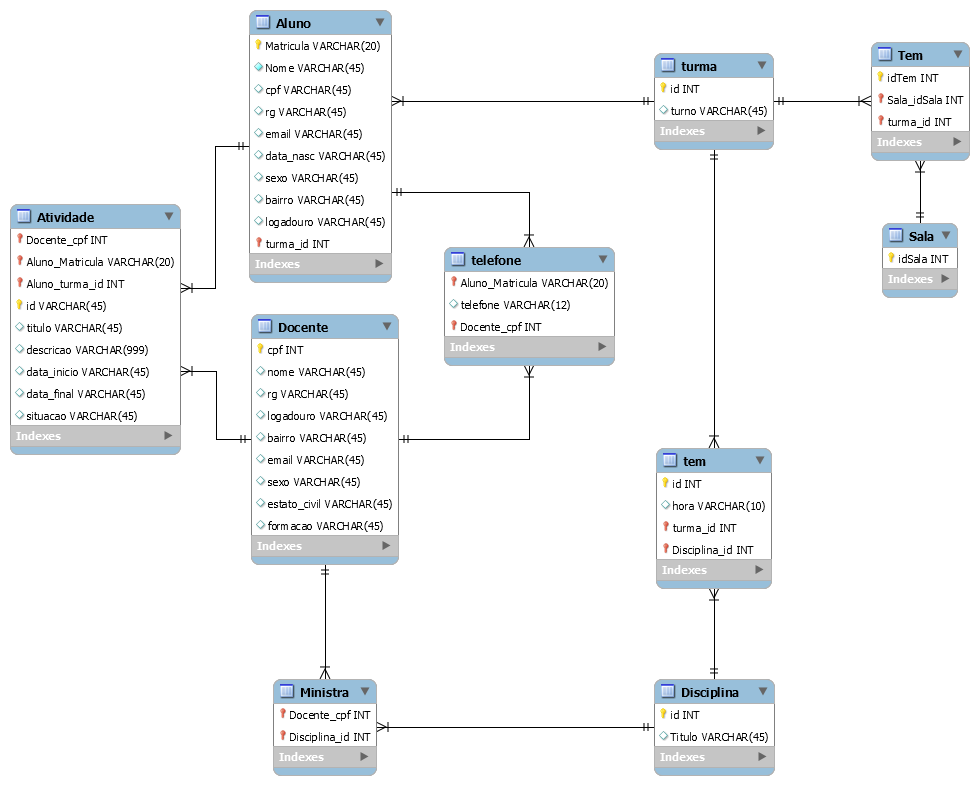 Aluno
Matricula VARCHAR(20)
Nome VARCHAR(45)
cpf VARCHAR(45)
rg VARCHAR(45)
email VARCHAR(45)
data_nasc VARCHAR(45)
sexo VARCHAR(45)
bairro VARCHAR(45)
logadouro VARCHAR(45)
turma_id INT
Indexes
turma
id INT
turno VARCHAR(45)
Indexes
Tem
idTem INT
Sala_idSala INT
turma_id INT
Indexes
Atividade
Docente_cpf INT
Aluno_Matricula VARCHAR(20)
Aluno_turma_id INT
id VARCHAR(45)
titulo VARCHAR(45)
descricao VARCHAR(999)
data_inicio VARCHAR(45)
data_final VARCHAR(45)
situacao VARCHAR(45)
Indexes
telefone
Aluno_Matricula VARCHAR(20)
telefone VARCHAR(12)
Docente_cpf INT
Indexes
Sala
idSala INT
Indexes
Docente
cpf INT
nome VARCHAR(45)
rg VARCHAR(45)
logadouro VARCHAR(45)
bairro VARCHAR(45)
email VARCHAR(45)
sexo VARCHAR(45)
estato_civil VARCHAR(45)
formacao VARCHAR(45)
Indexes
tem
id INT
hora VARCHAR(10)
turma_id INT
Disciplina_id INT
Indexes
Ministra
Docente_cpf INT
Disciplina_id INT
Indexes
Disciplina
id INT
Titulo VARCHAR(45)
Indexes